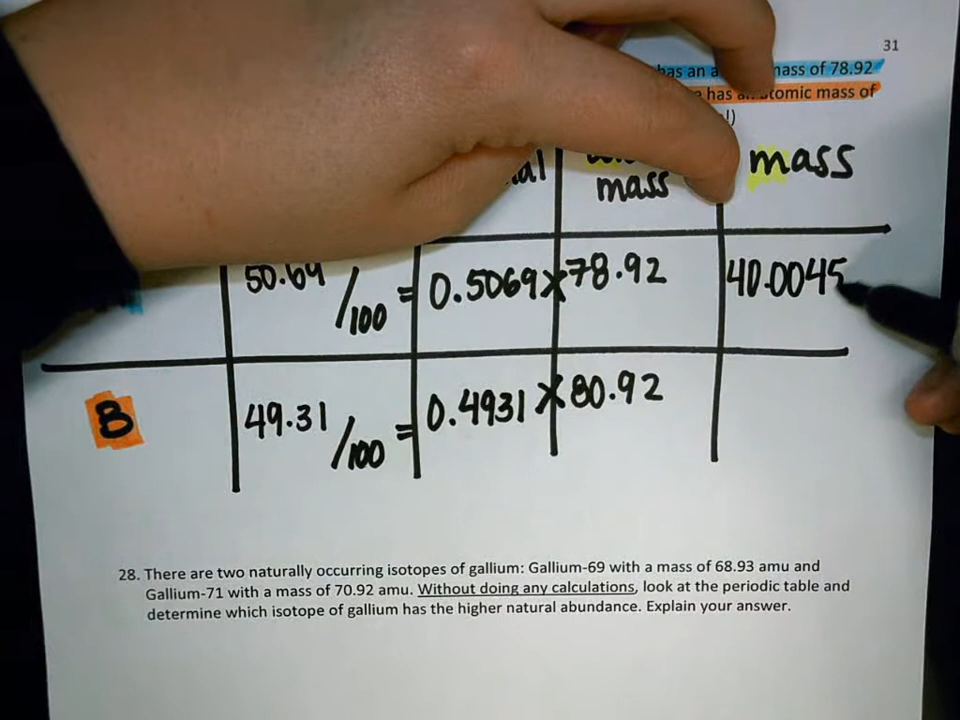 31
has an a mass of 78.92
has atomic mass of
mass
mass
50.69 /100 = 0.5069 × 78.92 40.0045
B 49.31 /100 = 0.4931 × 80.92
28. There are two naturally occurring isotopes of gallium: Gallium-69 with a mass of 68.93 amu and
Gallium-71 with a mass of 70.92 amu. Without doing any calculations, look at the periodic table and
determine which isotope of gallium has the higher natural abundance. Explain your answer.